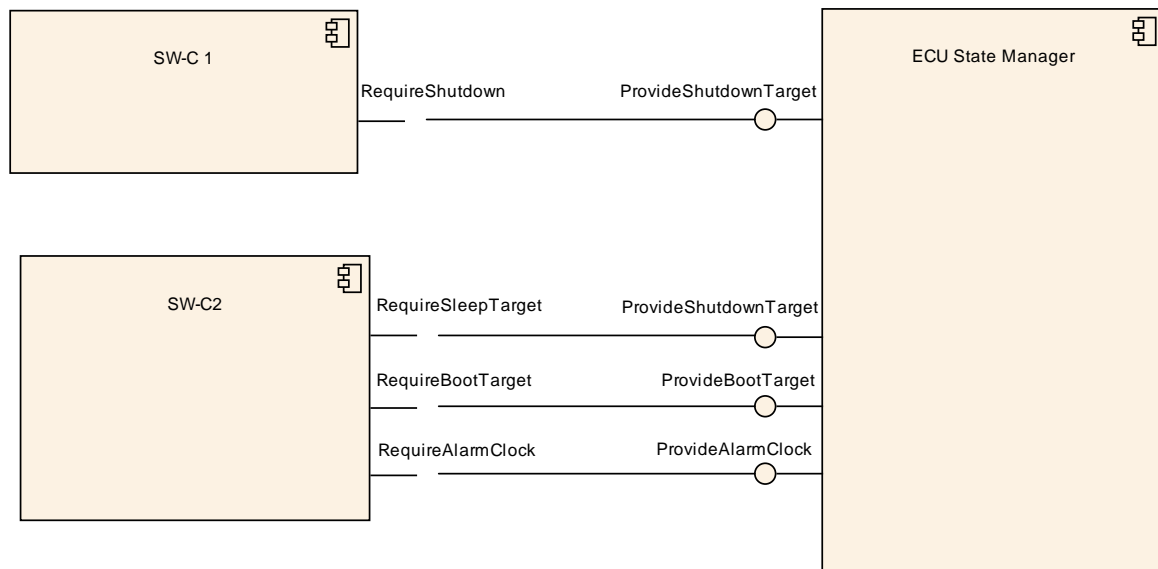 SW-C 1
ECU State Manager
RequireShutdown
ProvideShutdownTarget
SW-C2
RequireSleepTarget
ProvideShutdownTarget
RequireBootTarget
ProvideBootTarget
RequireAlarmClock
ProvideAlarmClock